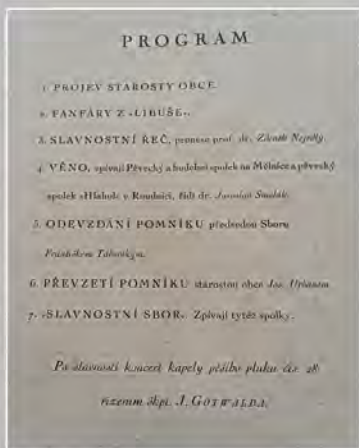 PROGRAM
1. PROJEV STAROSTY OBCE.
2. FANFÁRY Z »LIBUŠE«.
3. SLAVNOSTNÍ ŘEČ, pronese prof. dr. Zdeněk Nejedlý.
4. VĚNO, zpívají Pěvecký a hudební spolek na Mělníce a pěvecký
spolek »Hlahol« v Roudnici, řídí dr. Jaroslav
5. ODEVZDÁNÍ POMNÍKU předsedou Sboru
Františkem Táborským.
6. PŘEVZETÍ POMNÍKU starostou obce Jos. Urbanem.
7. »SLAVNOSTNÍ SBOR«. Zpívají tytéž spolky.
Po slavnosti koncert kapely pěšího pluku čís. 28
řízením škpt. J. GOTWALDA.